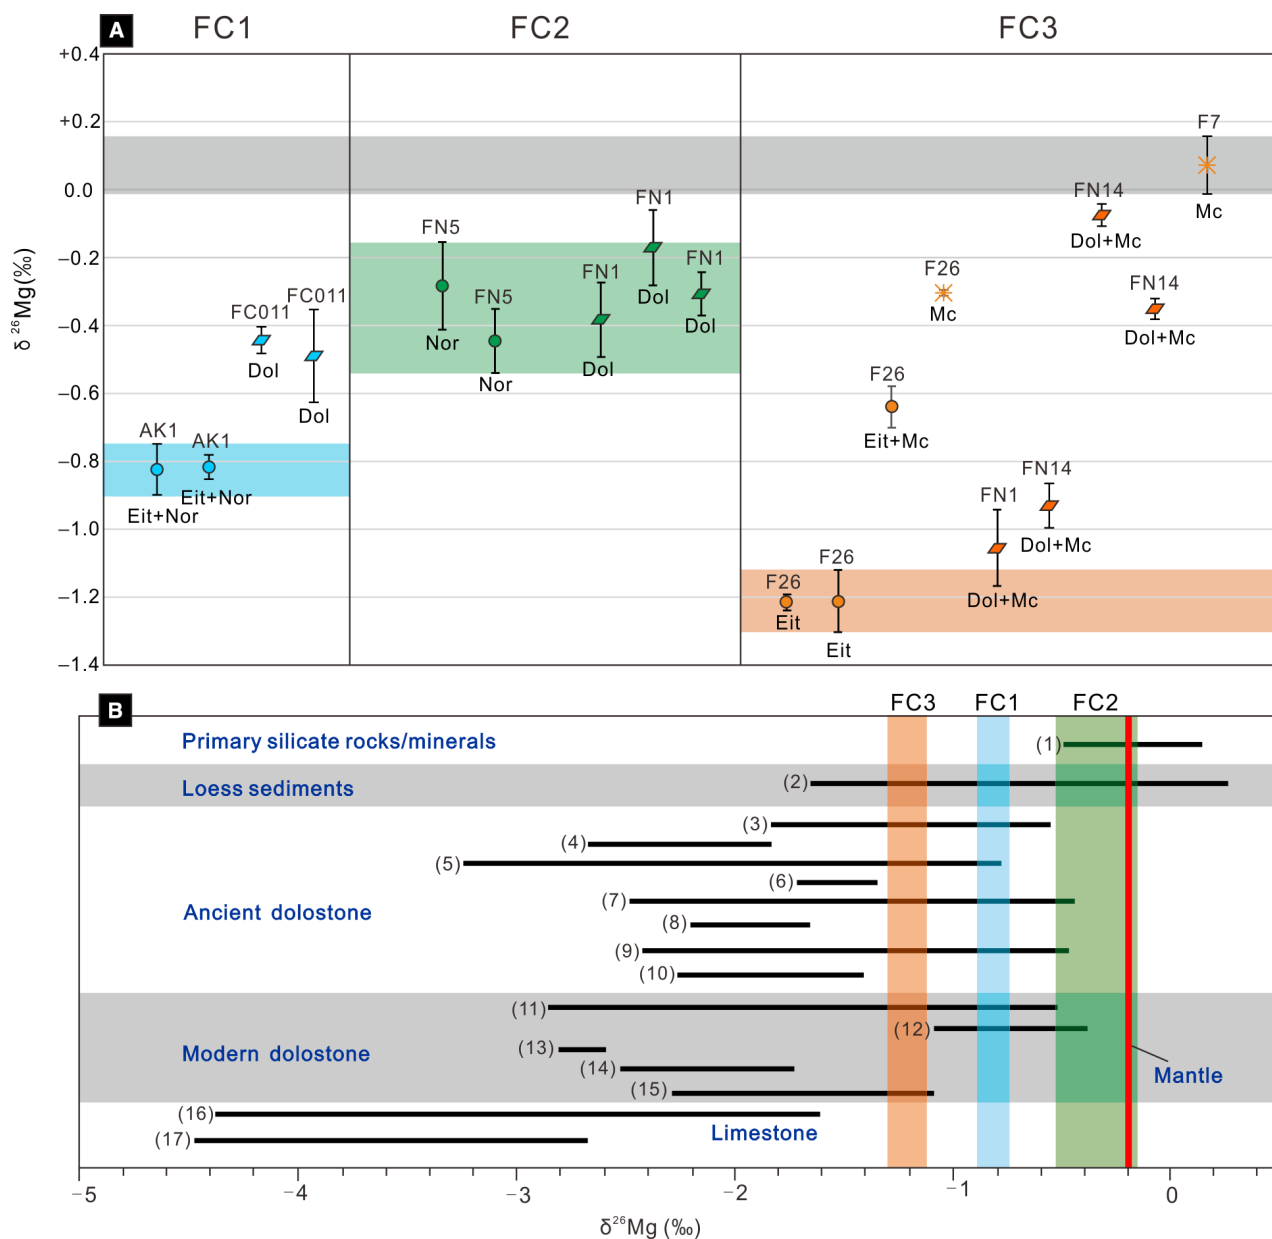 A
FC1
FC2
FC3
+0.4
+0.2
0.0
−0.2
−0.4
−0.6
−0.8
−1.0
−1.2
−1.4
δ 26Mg(‰)
F7
Mc
FN14
Dol+Mc
FN1
Dol
FN5
Nor
FN1
Dol
F26
Mc
FN14
Dol+Mc
FC011
Dol
FC011
Dol
FN5
Nor
FN1
Dol
F26
Eit+Mc
AK1
Eit+Nor
AK1
Eit+Nor
FN14
Dol+Mc
FN1
Dol+Mc
F26
Eit
F26
Eit
B
FC3
FC1
FC2
Primary silicate rocks/minerals
(1)
Loess sediments
(2)
(3)
(4)
(5)
(6)
(7)
Ancient dolostone
(8)
(9)
(10)
(11)
(12)
(13)
Modern dolostone
(14)
(15)
Mantle
(16)
Limestone
(17)
−5
−4
−3
−2
−1
0
δ26Mg (‰)